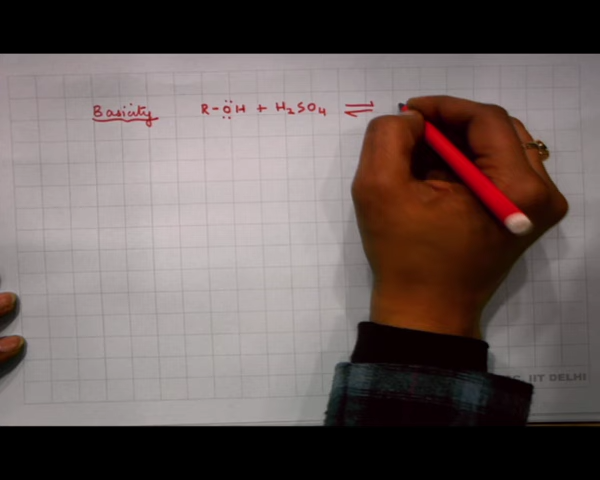 Basicity R-ÖH + H₂SO₄ ⇌
IIT DELHI